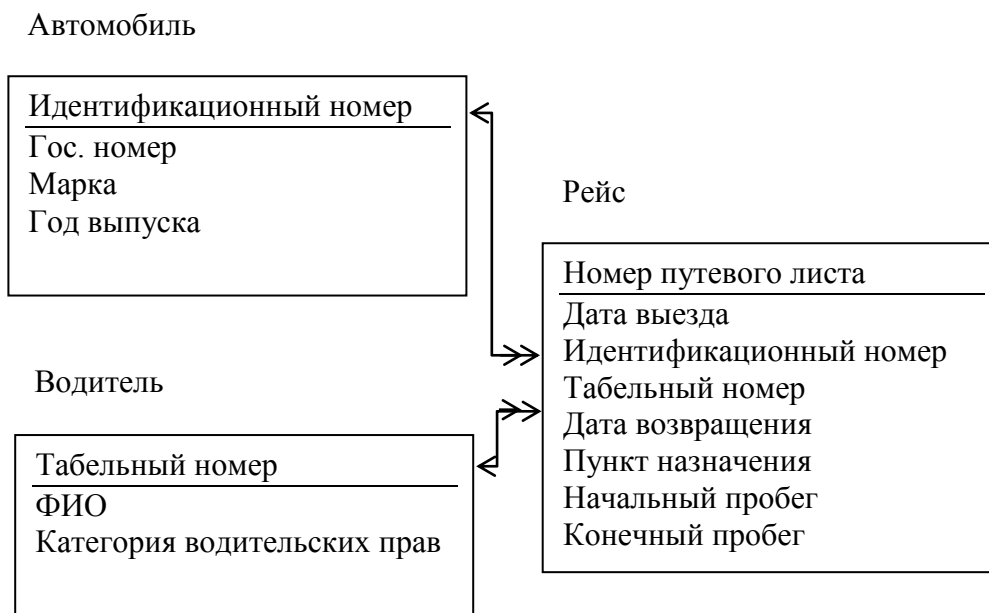 Автомобиль
Идентификационный номер
Гос. номер
Марка
Год выпуска
Водитель
Табельный номер
ФИО
Категория водительских прав
Рейс
Номер путевого листа
Дата выезда
Идентификационный номер
Табельный номер
Дата возвращения
Пункт назначения
Начальный пробег
Конечный пробег